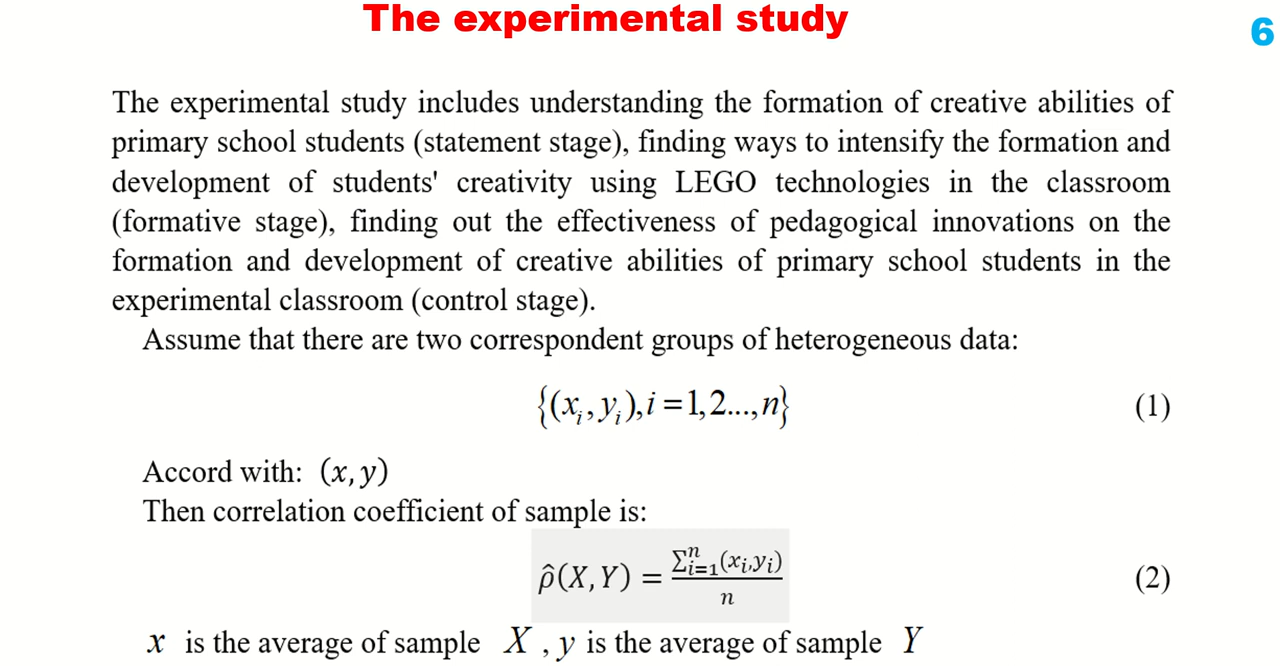 The experimental study
6
The experimental study includes understanding the formation of creative abilities of
primary school students (statement stage), finding ways to intensify the formation and
development of students' creativity using LEGO technologies in the classroom
(formative stage), finding out the effectiveness of pedagogical innovations on the
formation and development of creative abilities of primary school students in the
experimental classroom (control stage).
Assume that there are two correspondent groups of heterogeneous data:
{(xᵢ, yᵢ), i = 1,2..., n} (1)
Accord with: (x, y)
Then correlation coefficient of sample is:
ρ̂(X, Y) = ∑ⁿᵢ₌₁(xᵢ,yᵢ) / n (2)
x is the average of sample X , y is the average of sample Y